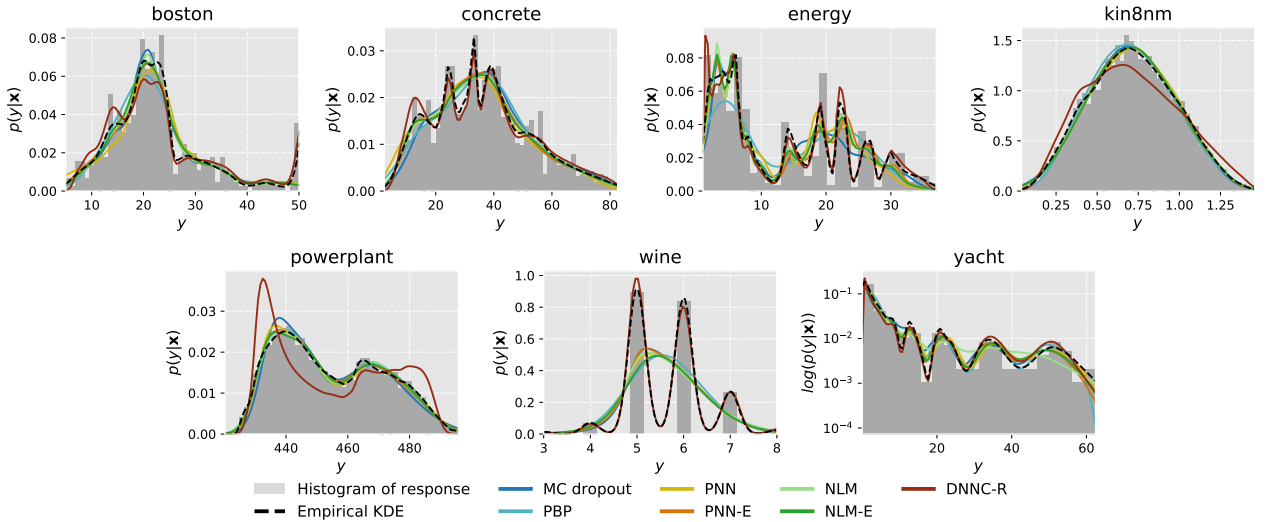 boston
concrete
energy
kin8nm
p(y|x)
0.08
0.06
0.04
0.02
0.00
10
20
30
40
50
y
p(y|x)
0.03
0.02
0.01
0.00
20
40
60
80
y
p(y|x)
0.08
0.06
0.04
0.02
0.00
10
20
30
y
p(y|x)
1.5
1.0
0.5
0.0
0.25
0.50
0.75
1.00
1.25
y
powerplant
wine
yacht
p(y|x)
0.03
0.02
0.01
0.00
440
460
480
y
p(y|x)
1.0
0.8
0.6
0.4
0.2
0.0
3
4
5
6
7
8
y
log(p(y|x))
10⁻¹
10⁻²
10⁻³
10⁻⁴
20
40
60
y
Histogram of response
Empirical KDE
MC dropout
PBP
PNN
PNN-E
NLM
NLM-E
DNNC-R